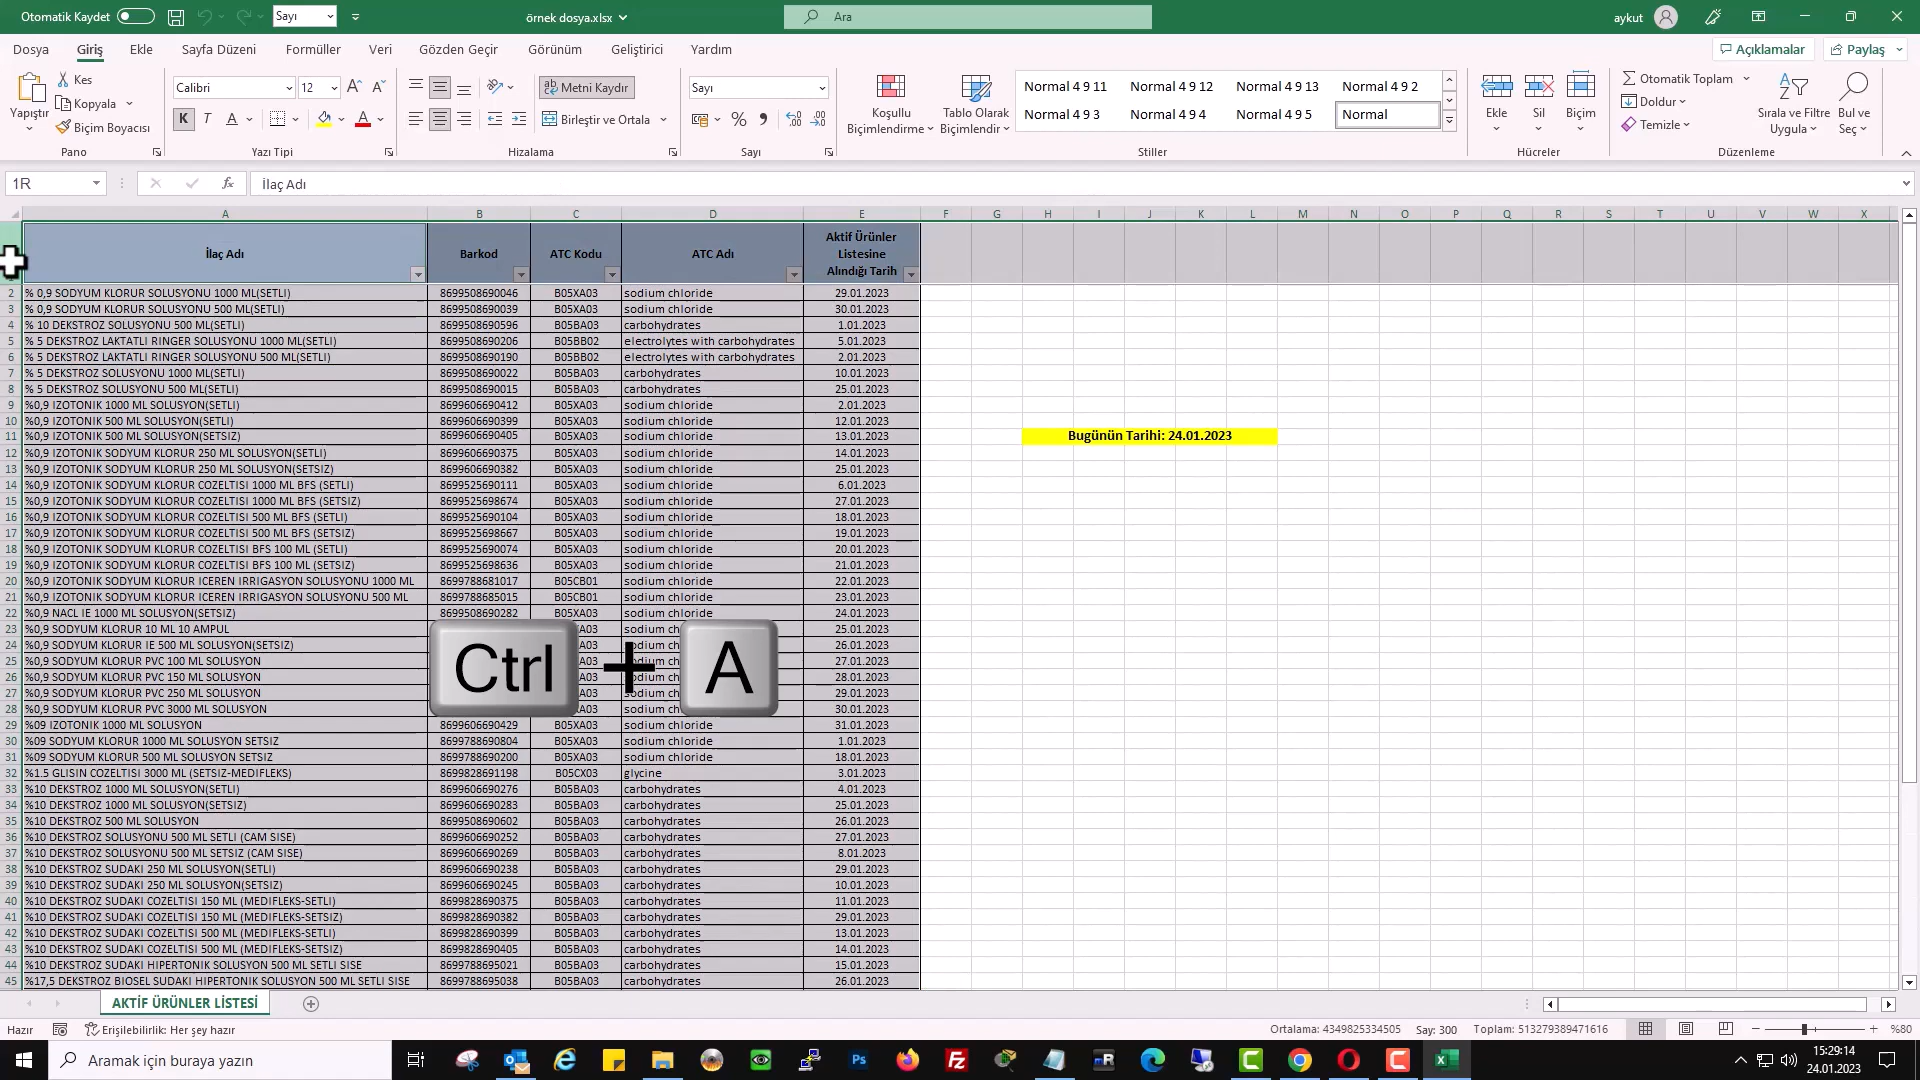 Otomatik Kaydet
Sayı
örnek dosya.xlsx
Ara
aykut
Dosya Giriş Ekle Sayfa Düzeni Formüller Veri Gözden Geçir Görünüm Geliştirici Yardım
Açıklamalar
Paylaş
Yapıştır
Kes
Kopyala
Biçim Boyacısı
Pano
Calibri 12
K T A
Yazı Tipi
Metni Kaydır
Birleştir ve Ortala
Hizalama
Sayı
Sayı
Koşullu Biçimlendirme
Tablo Olarak Biçimlendir
Normal 4 9 11 Normal 4 9 12 Normal 4 9 13 Normal 4 9 2
Normal 4 9 3 Normal 4 9 4 Normal 4 9 5 Normal
Stiller
Ekle Sil Biçim
Hücreler
Otomatik Toplam
Doldur
Temizle
Sırala ve Filtre Uygula
Bul ve Seç
Düzenleme
1R
fx
İlaç Adı
A B C D E F G H I J K L M N O P Q R S T U V W X
İlaç Adı Barkod ATC Kodu ATC Adı Aktif Ürünler Listesine Alındığı Tarih
2 % 0,9 SODYUM KLORUR SOLUSYONU 1000 ML(SETLI) 8699508690046 B05XA03 sodium chloride 29.01.2023
3 % 0,9 SODYUM KLORUR SOLUSYONU 500 ML(SETLI) 8699508690039 B05XA03 sodium chloride 30.01.2023
4 % 10 DEKSTROZ SOLUSYONU 500 ML(SETLI) 8699508690596 B05BA03 carbohydrates 1.01.2023
5 % 5 DEKSTROZ LAKTATLI RINGER SOLUSYONU 1000 ML(SETLI) 8699508690206 B05BB02 electrolytes with carbohydrates 5.01.2023
6 % 5 DEKSTROZ LAKTATLI RINGER SOLUSYONU 500 ML(SETLI) 8699508690190 B05BB02 electrolytes with carbohydrates 2.01.2023
7 % 5 DEKSTROZ SOLUSYONU 1000 ML(SETLI) 8699508690022 B05BA03 carbohydrates 10.01.2023
8 % 5 DEKSTROZ SOLUSYONU 500 ML(SETLI) 8699508690015 B05BA03 carbohydrates 25.01.2023
9 %0,9 IZOTONIK 1000 ML SOLUSYON(SETLI) 8699606690412 B05XA03 sodium chloride 2.01.2023
10 %0,9 IZOTONIK 500 ML SOLUSYON(SETLI) 8699606690399 B05XA03 sodium chloride 12.01.2023
11 %0,9 IZOTONIK 500 ML SOLUSYON(SETSIZ) 8699606690405 B05XA03 sodium chloride 13.01.2023 Bugünün Tarihi: 24.01.2023
12 %0,9 IZOTONIK SODYUM KLORUR 250 ML SOLUSYON(SETLI) 8699606690375 B05XA03 sodium chloride 14.01.2023
13 %0,9 IZOTONIK SODYUM KLORUR 250 ML SOLUSYON(SETSIZ) 8699606690382 B05XA03 sodium chloride 25.01.2023
14 %0,9 IZOTONIK SODYUM KLORUR COZELTISI 1000 ML BFS (SETLI) 8699525690111 B05XA03 sodium chloride 6.01.2023
15 %0,9 IZOTONIK SODYUM KLORUR COZELTISI 1000 ML BFS (SETSIZ) 8699525698674 B05XA03 sodium chloride 27.01.2023
16 %0,9 IZOTONIK SODYUM KLORUR COZELTISI 500 ML BFS (SETLI) 8699525690104 B05XA03 sodium chloride 18.01.2023
17 %0,9 IZOTONIK SODYUM KLORUR COZELTISI 500 ML BFS (SETSIZ) 8699525698667 B05XA03 sodium chloride 19.01.2023
18 %0,9 IZOTONIK SODYUM KLORUR COZELTISI BFS 100 ML (SETLI) 8699525690074 B05XA03 sodium chloride 20.01.2023
19 %0,9 IZOTONIK SODYUM KLORUR COZELTISI BFS 100 ML (SETSIZ) 8699525698636 B05XA03 sodium chloride 21.01.2023
20 %0,9 IZOTONIK SODYUM KLORUR ICEREN IRRIGASYON SOLUSYONU 1000 ML 8699788681017 B05CB01 sodium chloride 22.01.2023
21 %0,9 IZOTONIK SODYUM KLORUR ICEREN IRRIGASYON SOLUSYONU 500 ML 8699788685015 B05CB01 sodium chloride 23.01.2023
22 %0,9 NACL IE 1000 ML SOLUSYON(SETSIZ) 8699508690282 B05XA03 sodium chloride 24.01.2023
23 %0,9 SODYUM KLORUR 10 ML 10 AMPUL A03 sodium ch 25.01.2023
24 %0,9 SODYUM KLORUR IE 500 ML SOLUSYON(SETSIZ) A03 sodium ch 26.01.2023
25 %0,9 SODYUM KLORUR PVC 100 ML SOLUSYON A03 sodium ch 27.01.2023
26 %0,9 SODYUM KLORUR PVC 150 ML SOLUSYON A03 sodium ch 28.01.2023
27 %0,9 SODYUM KLORUR PVC 250 ML SOLUSYON A03 sodium ch 29.01.2023
28 %0,9 SODYUM KLORUR PVC 3000 ML SOLUSYON A03 sodium ch 30.01.2023
Ctrl + A
29 %09 IZOTONIK 1000 ML SOLUSYON 8699606690429 B05XA03 sodium chloride 31.01.2023
30 %09 SODYUM KLORUR 1000 ML SOLUSYON SETSIZ 8699788690804 B05XA03 sodium chloride 1.01.2023
31 %09 SODYUM KLORUR 500 ML SOLUSYON SETSIZ 8699788690200 B05XA03 sodium chloride 18.01.2023
32 %1.5 GLISIN COZELTISI 3000 ML (SETSIZ-MEDIFLEKS) 8699828691198 B05CX03 glycine 3.01.2023
33 %10 DEKSTROZ 1000 ML SOLUSYON(SETLI) 8699606690276 B05BA03 carbohydrates 4.01.2023
34 %10 DEKSTROZ 1000 ML SOLUSYON(SETSIZ) 8699606690283 B05BA03 carbohydrates 25.01.2023
35 %10 DEKSTROZ 500 ML SOLUSYON 8699508690602 B05BA03 carbohydrates 26.01.2023
36 %10 DEKSTROZ SOLUSYONU 500 ML SETLI (CAM SISE) 8699606690252 B05BA03 carbohydrates 27.01.2023
37 %10 DEKSTROZ SOLUSYONU 500 ML SETSIZ (CAM SISE) 8699606690269 B05BA03 carbohydrates 8.01.2023
38 %10 DEKSTROZ SUDAKI 250 ML SOLUSYON(SETLI) 8699606690238 B05BA03 carbohydrates 29.01.2023
39 %10 DEKSTROZ SUDAKI 250 ML SOLUSYON(SETSIZ) 8699606690245 B05BA03 carbohydrates 10.01.2023
40 %10 DEKSTROZ SUDAKI COZELTISI 150 ML (MEDIFLEKS-SETLI) 8699828690375 B05BA03 carbohydrates 11.01.2023
41 %10 DEKSTROZ SUDAKI COZELTISI 150 ML (MEDIFLEKS-SETSIZ) 8699828690382 B05BA03 carbohydrates 29.01.2023
42 %10 DEKSTROZ SUDAKI COZELTISI 500 ML (MEDIFLEKS-SETLI) 8699828690399 B05BA03 carbohydrates 13.01.2023
43 %10 DEKSTROZ SUDAKI COZELTISI 500 ML (MEDIFLEKS-SETSIZ) 8699828690405 B05BA03 carbohydrates 14.01.2023
44 %10 DEKSTROZ SUDAKI HIPERTONIK SOLUSYON 500 ML SETLI SISE 8699788695021 B05BA03 carbohydrates 15.01.2023
45 %17,5 DEKSTROZ BIOSEL SUDAKI HIPERTONIK SOLUSYON 500 ML SETLI SISE 8699788695038 B05BA03 carbohydrates 26.01.2023
AKTİF ÜRÜNLER LİSTESİ
Hazır
Erişilebilirlik: Her şey hazır
Ortalama: 4349825334505 Say: 300 Toplam: 513279389471616
%80
Aramak için buraya yazın
Ps
FZ
15:29:14
24.01.2023